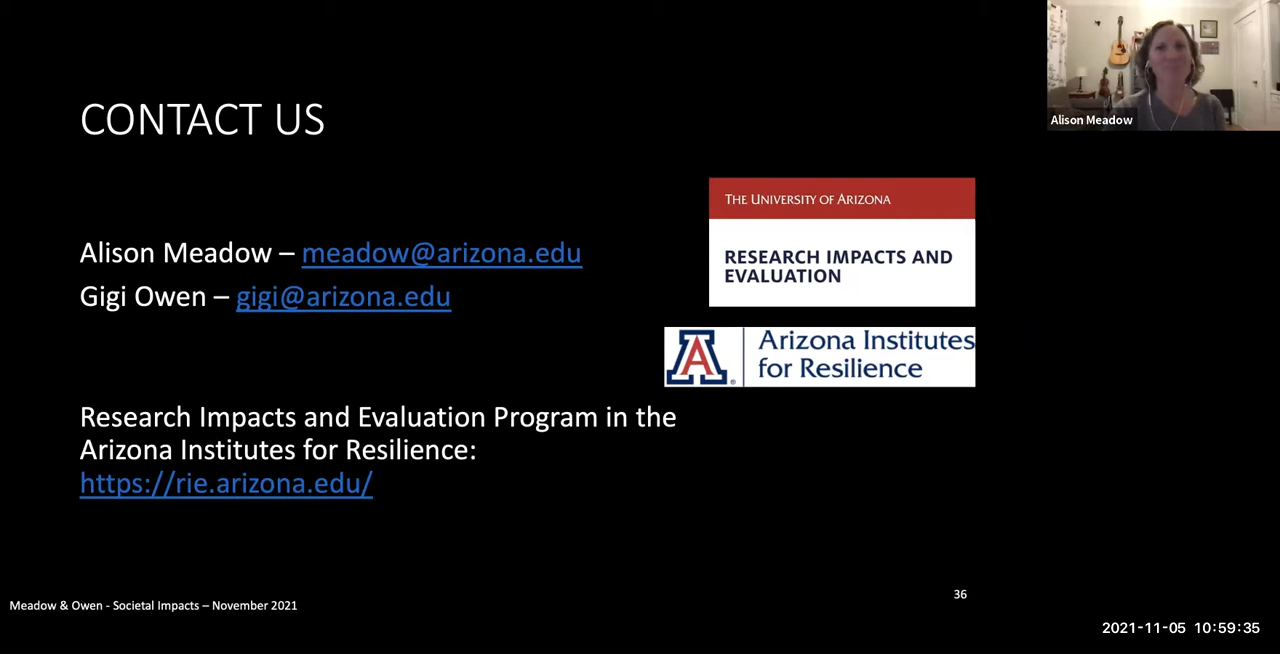 CONTACT US
Alison Meadow
THE UNIVERSITY OF ARIZONA
RESEARCH IMPACTS AND
EVALUATION
Alison Meadow – meadow@arizona.edu
Gigi Owen – gigi@arizona.edu
A®
Arizona Institutes
for Resilience
Research Impacts and Evaluation Program in the
Arizona Institutes for Resilience:
https://rie.arizona.edu/
Meadow & Owen - Societal Impacts – November 2021
36
2021-11-05 10:59:35